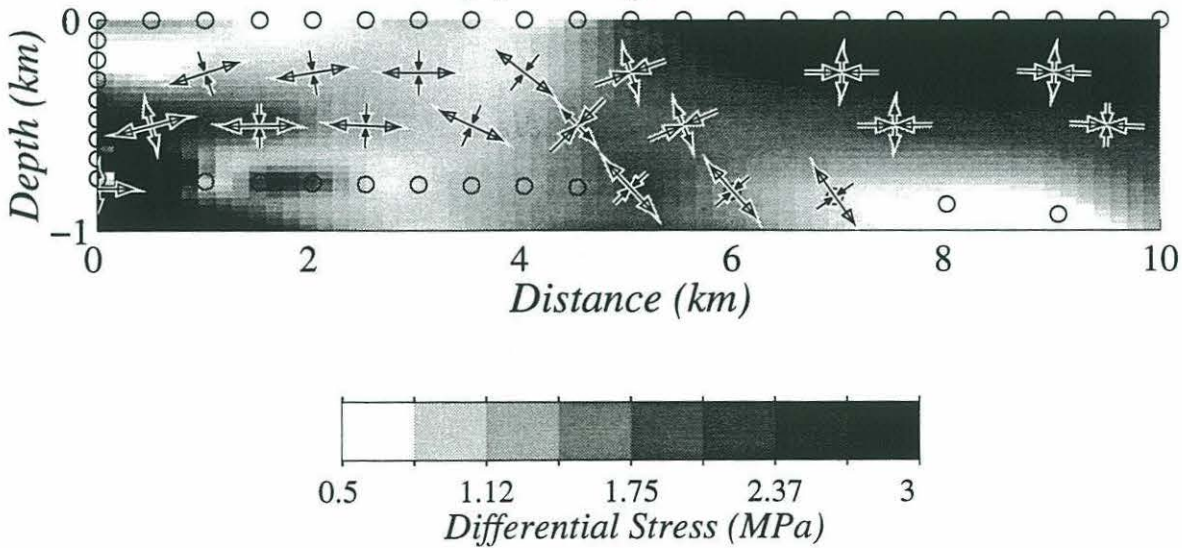 0
Depth (km)
−1
0 2 4 6 8 10
Distance (km)
0.5 1.12 1.75 2.37 3
Differential Stress (MPa)